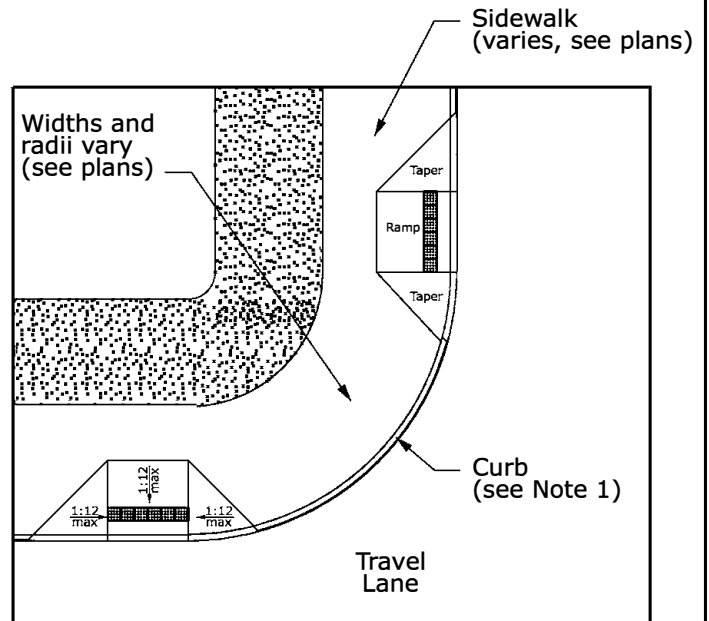 Sidewalk
(varies, see plans)
Widths and
radii vary
(see plans)
Taper
Ramp
Taper
1:12
max
1:12
max
1:12
max
Curb
(see Note 1)
Travel
Lane